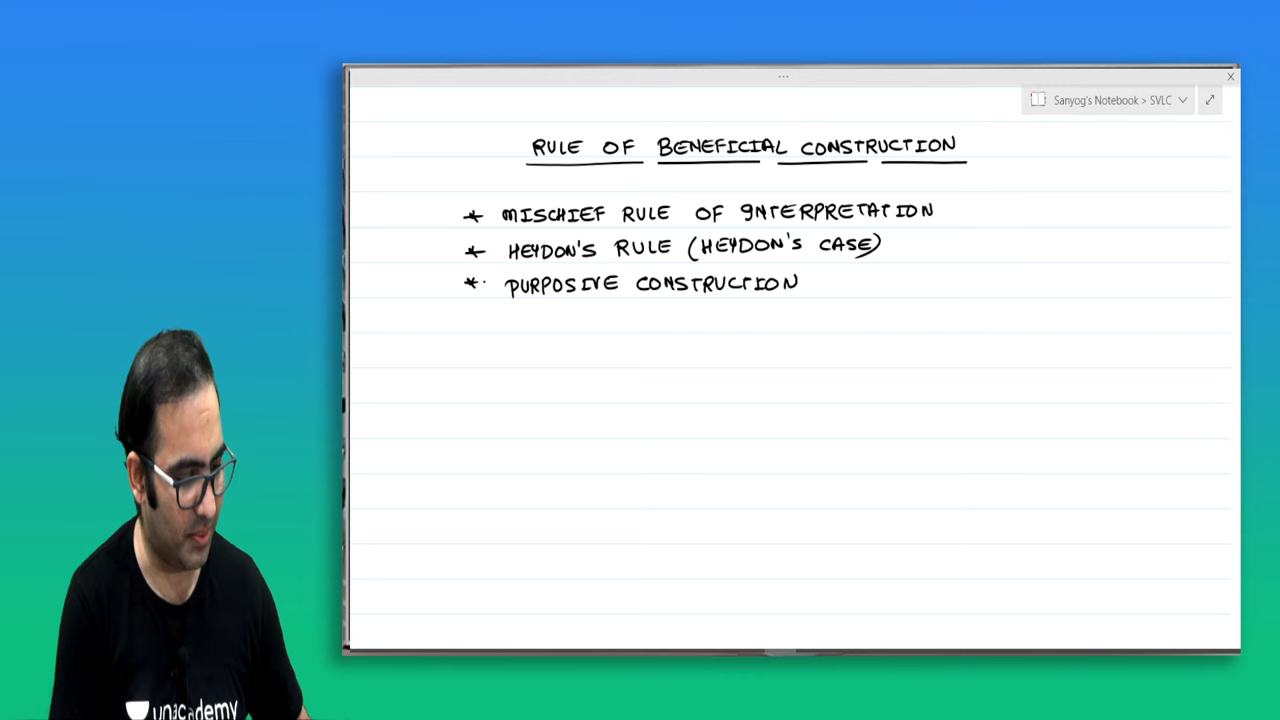 ...
Sanyog's Notebook > SVLC
RULE OF BENEFICIAL CONSTRUCTION
* MISCHIEF RULE OF INTERPRETATION
* HEYDON'S RULE (HEYDON'S CASE)
* PURPOSIVE CONSTRUCTION
unacademy